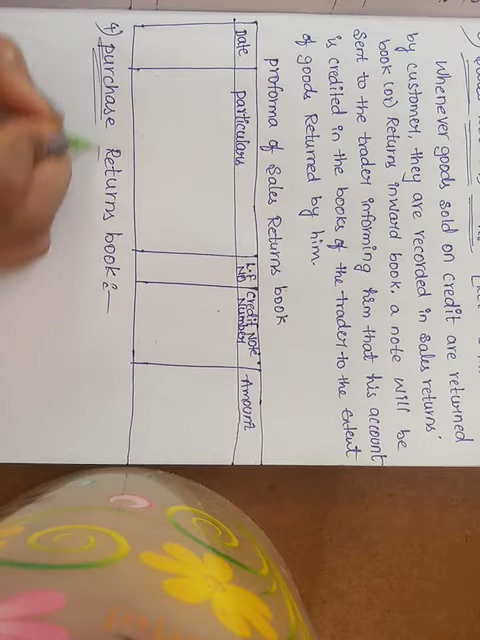 Whenever goods sold on credit are returned
by customer, they are recorded in sales returns.
book (or) Returns inward book. a note will be
sent to the trader informing him that his account
is credited in the books of the trader to the extent
of goods Returned by him.
proforma of Sales Returns book
Date particulars L.f No Credit Note Number Amount
4) purchase Returns book:-